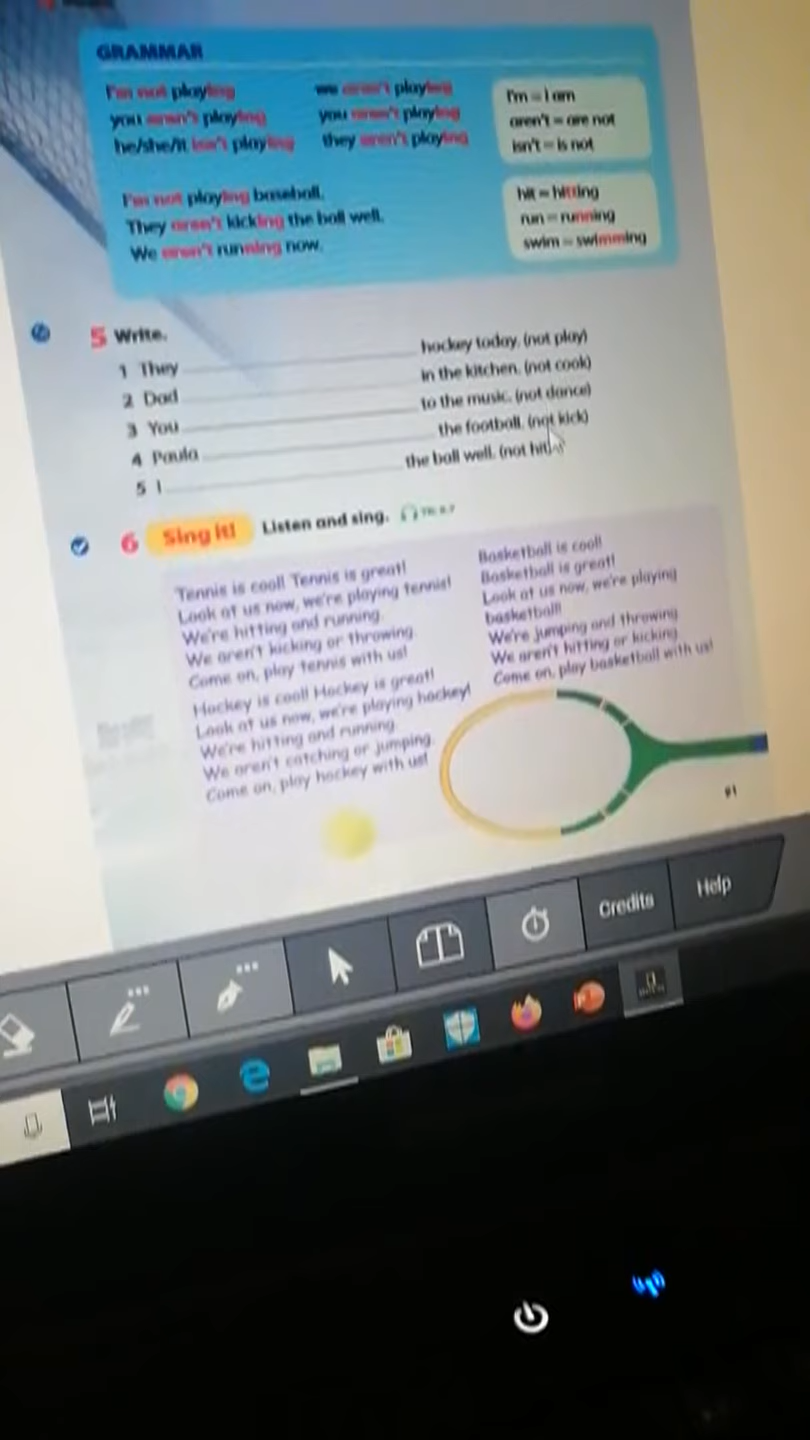 GRAMMAR
I'm not playing
you aren't playing
he/she/it isn't playing
we aren't playing
you aren't playing
they aren't playing
I'm = I am
aren't = are not
isn't = is not
I'm not playing baseball.
They aren't kicking the ball well.
We aren't running now.
hit = hitting
run = running
swim = swimming
5 Write.
1 They ________ hockey today. (not play)
2 Dad ________ in the kitchen. (not cook)
3 You ________ to the music. (not dance)
4 Paula ________ the football. (not kick)
5 I ________ the ball well. (not hit)
6 Sing it! Listen and sing.
Tennis is cool! Tennis is great!
Look at us now, we're playing tennis!
We're hitting and running.
We aren't kicking or throwing.
Come on, play tennis with us!
Hockey is cool! Hockey is great!
Look at us now, we're playing hockey!
We're hitting and running.
We aren't catching or jumping.
Come on, play hockey with us!
Basketball is cool!
Basketball is great!
Look at us now, we're playing
basketball!
We're jumping and throwing
We aren't hitting or kicking
Come on, play basketball with us!
91
Credits
Help